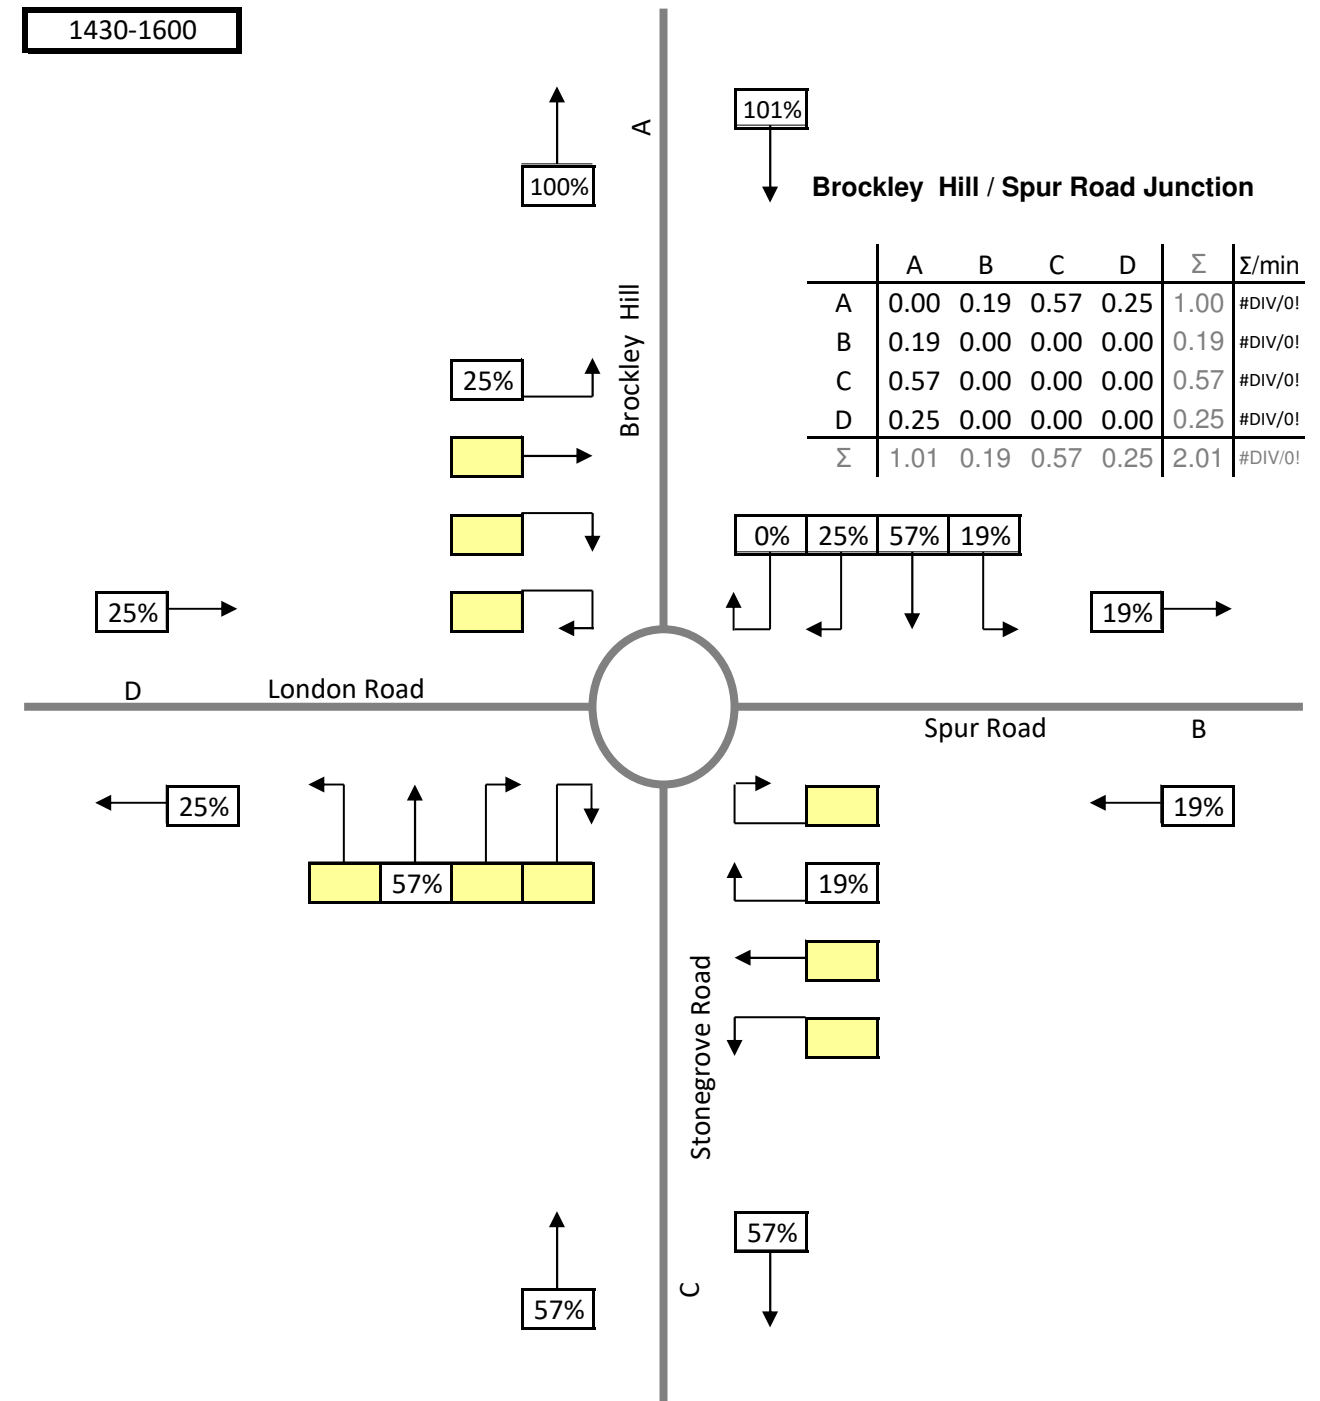 1430-1600
A
101%
100%
Brockley Hill / Spur Road Junction
A B C D Σ Σ/min
A 0.00 0.19 0.57 0.25 1.00 #DIV/0!
B 0.19 0.00 0.00 0.00 0.19 #DIV/0!
C 0.57 0.00 0.00 0.00 0.57 #DIV/0!
D 0.25 0.00 0.00 0.00 0.25 #DIV/0!
Σ 1.01 0.19 0.57 0.25 2.01 #DIV/0!
Brockley Hill
25%
0% 25% 57% 19%
25%
19%
D
London Road
Spur Road
B
25%
19%
57%
19%
Stonegrove Road
57%
C
57%